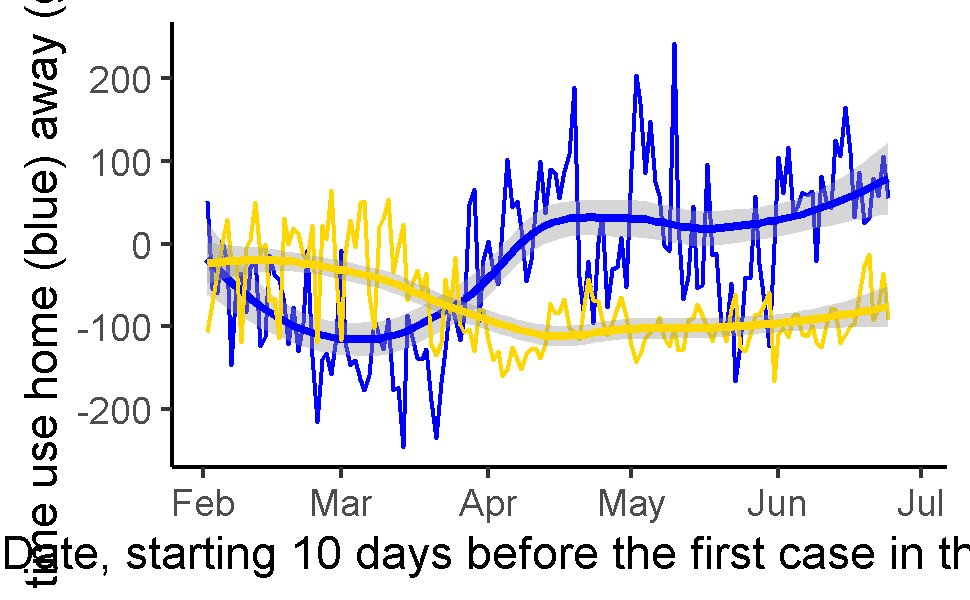 time use home (blue) away (
200
100
0
-100
-200
Feb Mar Apr May Jun Jul
Date, starting 10 days before the first case in th